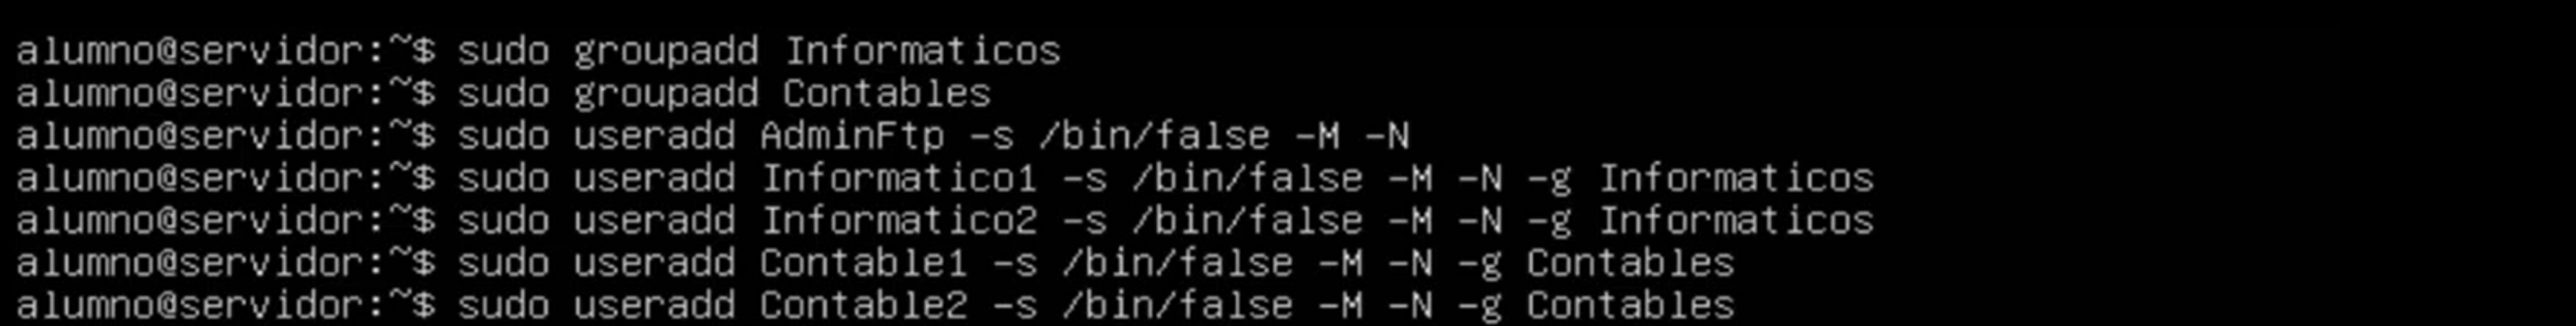 alumno@servidor:~$ sudo groupadd Informaticos
alumno@servidor:~$ sudo groupadd Contables
alumno@servidor:~$ sudo useradd AdminFtp -s /bin/false -M -N
alumno@servidor:~$ sudo useradd Informatico1 -s /bin/false -M -N -g Informaticos
alumno@servidor:~$ sudo useradd Informatico2 -s /bin/false -M -N -g Informaticos
alumno@servidor:~$ sudo useradd Contable1 -s /bin/false -M -N -g Contables
alumno@servidor:~$ sudo useradd Contable2 -s /bin/false -M -N -g Contables